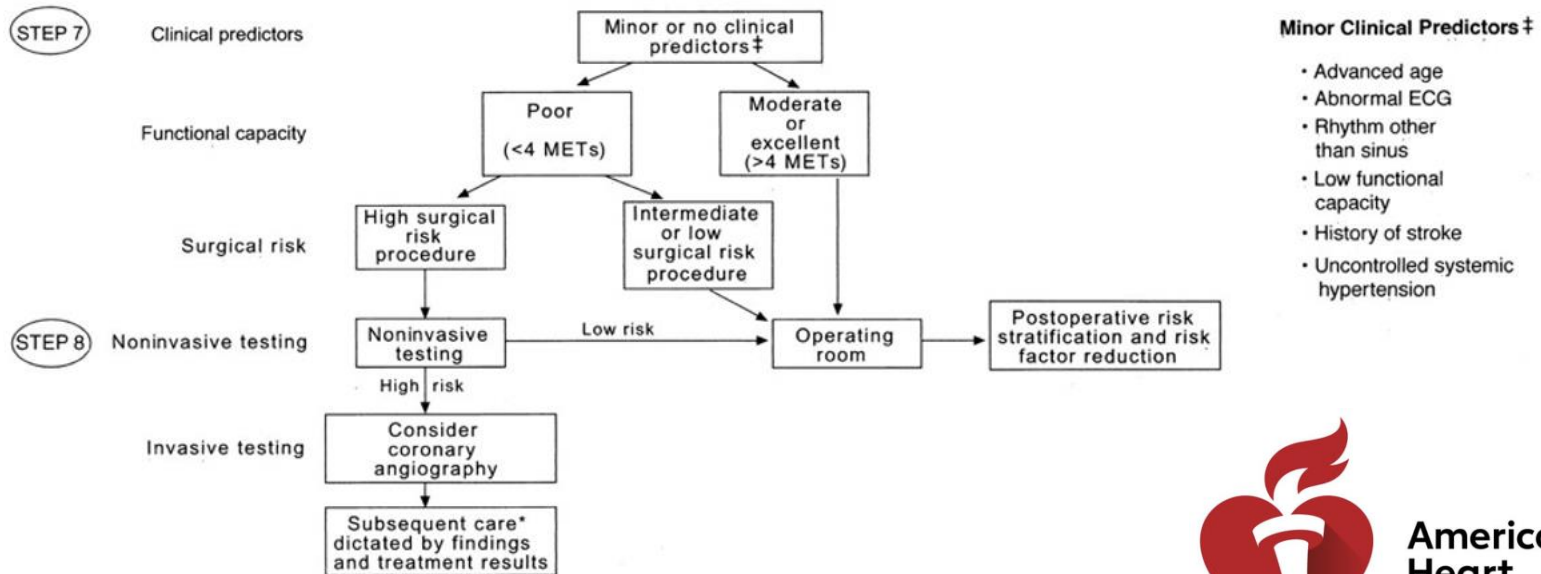 STEP 7
Clinical predictors
Minor or no clinical
predictors‡
Functional capacity
Poor
(<4 METs)
Moderate
or
excellent
(>4 METs)
Surgical risk
High surgical
risk
procedure
Intermediate
or low
surgical risk
procedure
STEP 8
Noninvasive testing
Noninvasive
testing
Low risk
Operating
room
Postoperative risk
stratification and risk
factor reduction
High risk
Invasive testing
Consider
coronary
angiography
Subsequent care*
dictated by findings
and treatment results
Minor Clinical Predictors‡
• Advanced age
• Abnormal ECG
• Rhythm other
than sinus
• Low functional
capacity
• History of stroke
• Uncontrolled systemic
hypertension